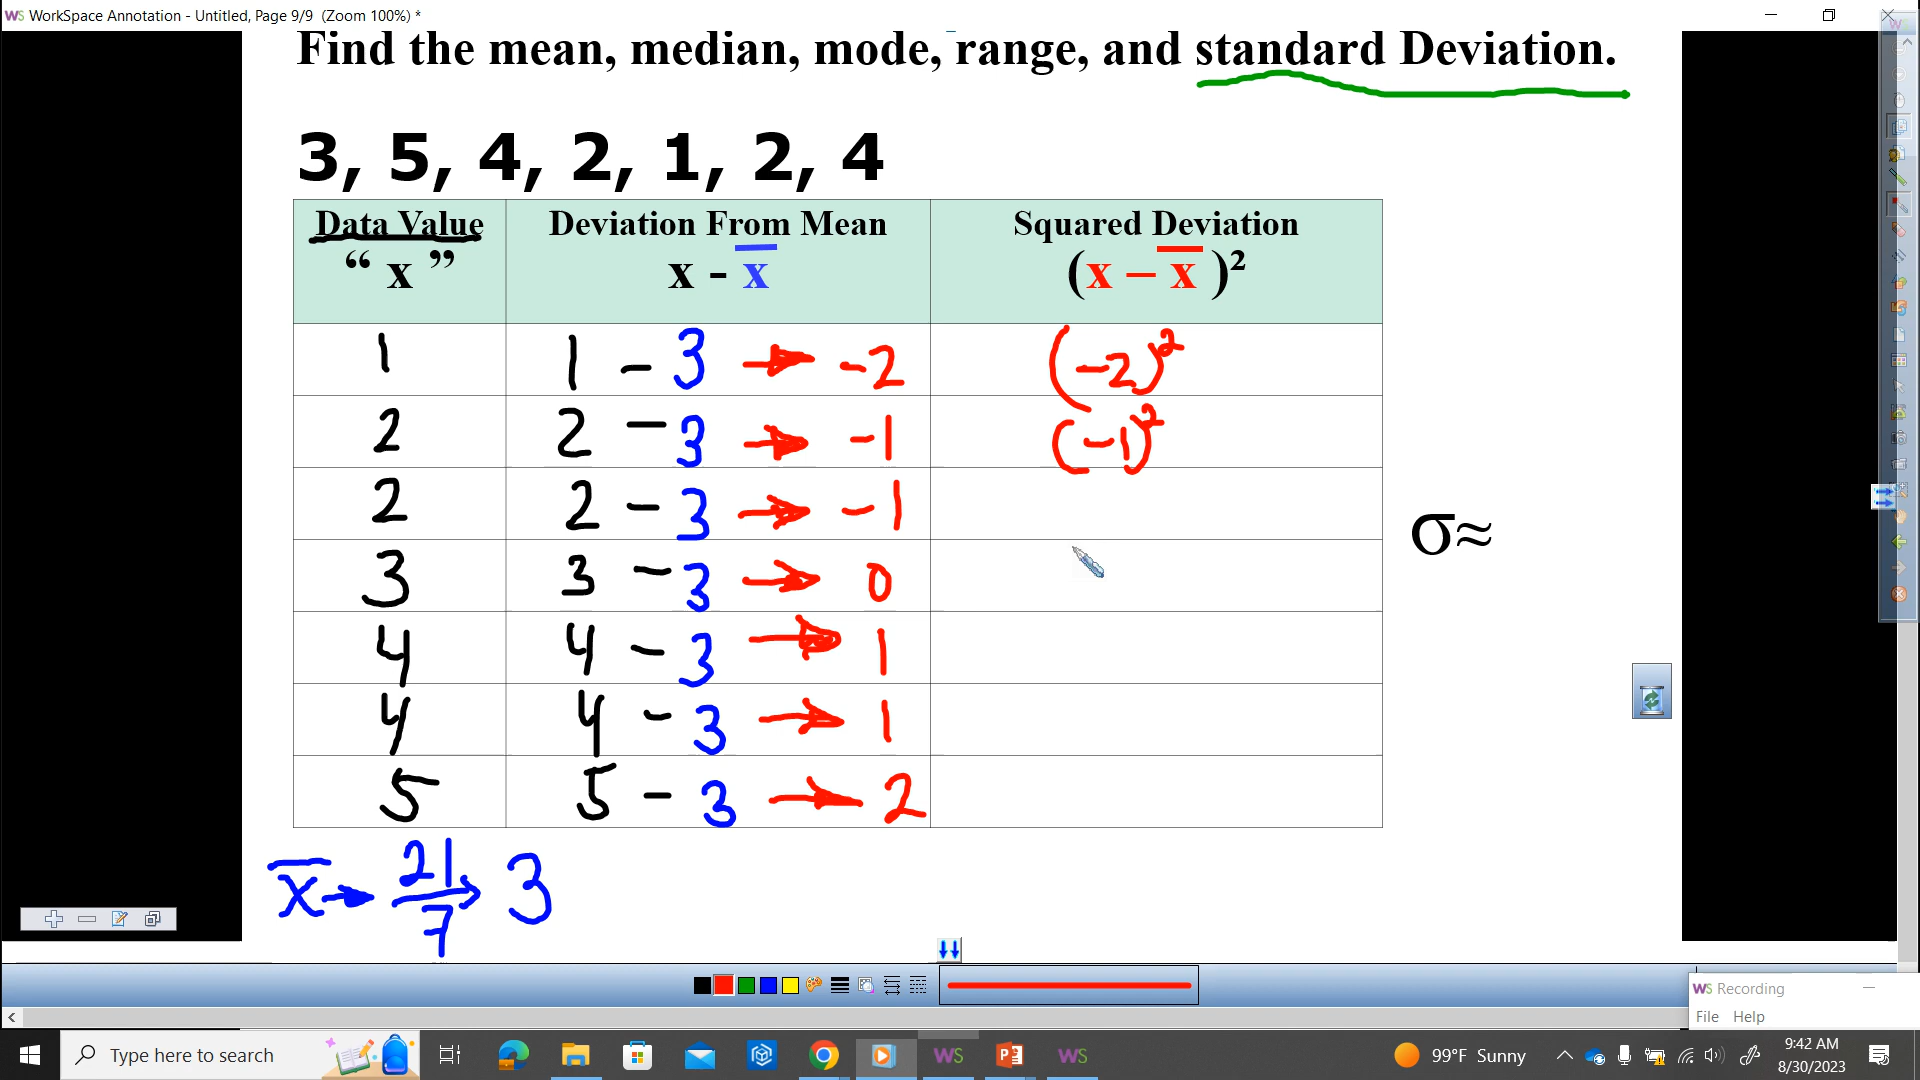 WS WorkSpace Annotation - Untitled, Page 9/9 (Zoom 100%) *
Find the mean, median, mode, range, and standard Deviation.
3, 5, 4, 2, 1, 2, 4
Data Value Deviation From Mean Squared Deviation
“ x ” x - x̅ (x – x̅ )²
1 1 - 3 → -2 (-2)²
2 2 - 3 → -1 (-1)²
2 2 - 3 → -1
3 3 - 3 → 0
σ≈
4 4 - 3 → 1
4 4 - 3 → 1
5 5 - 3 → 2
x̅ → 21/7 → 3
WS Recording
File Help
Type here to search
WS
WS
99°F Sunny
9:42 AM
8/30/2023